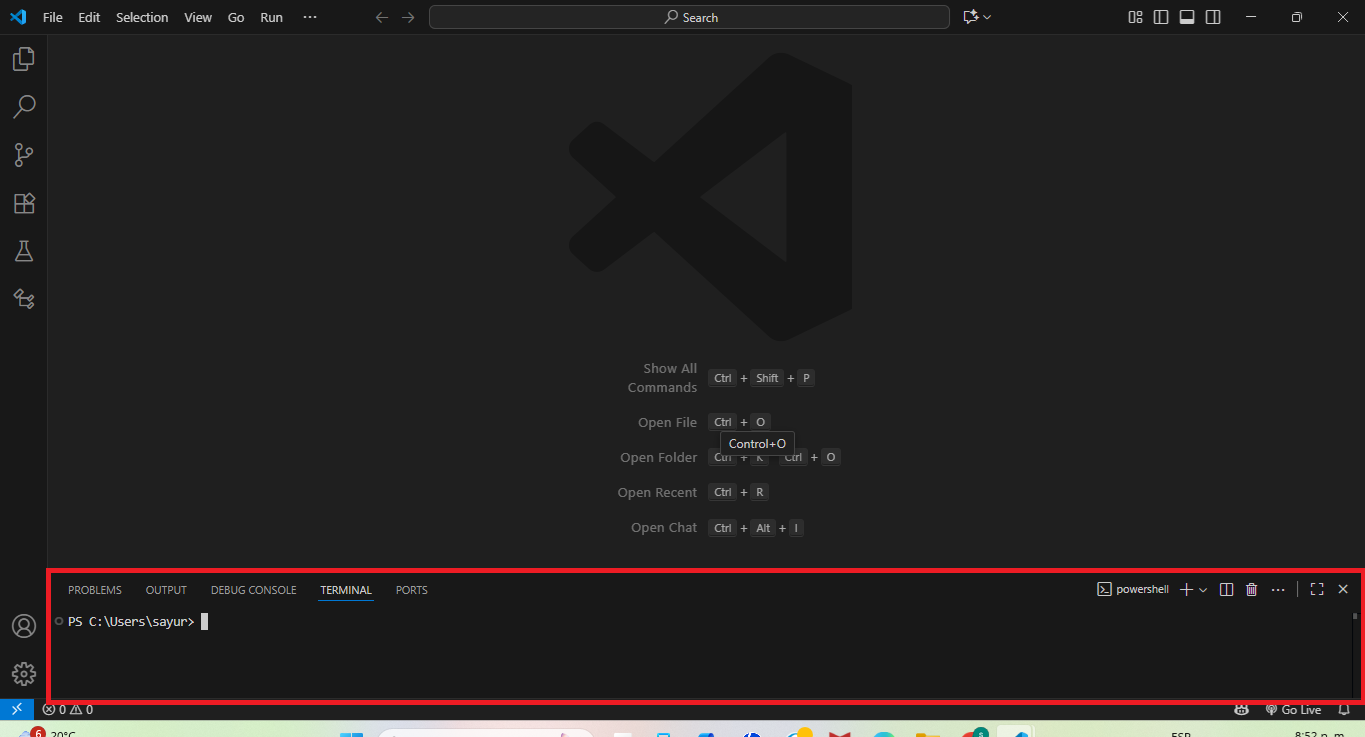 File Edit Selection View Go Run ...
Search
Show All
Commands
Ctrl + Shift + P
Open File Ctrl + O
Control+O
Open Folder Ctrl + K Ctrl + O
Open Recent Ctrl + R
Open Chat Ctrl + Alt + I
PROBLEMS OUTPUT DEBUG CONSOLE TERMINAL PORTS powershell
PS C:\Users\sayur>
0 0 Go Live
6 20°C ESP 8:52 p. m.